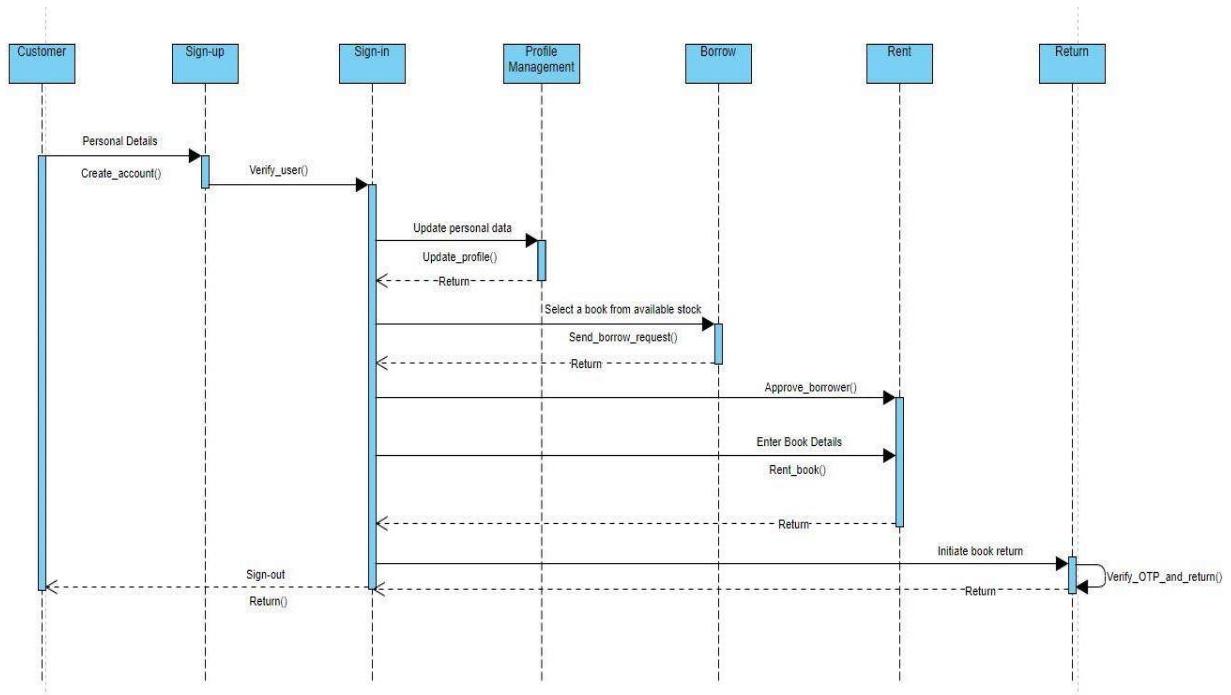 Customer
Sign-up
Sign-in
Profile
Management
Borrow
Rent
Return
Personal Details
Create_account()
Verify_user()
Update personal data
Update_profile()
Return
Select a book from available stock
Send_borrow_request()
Return
Approve_borrower()
Enter Book Details
Rent_book()
Return
Initiate book return
Sign-out
Verify_OTP_and_return()
Return
Return()